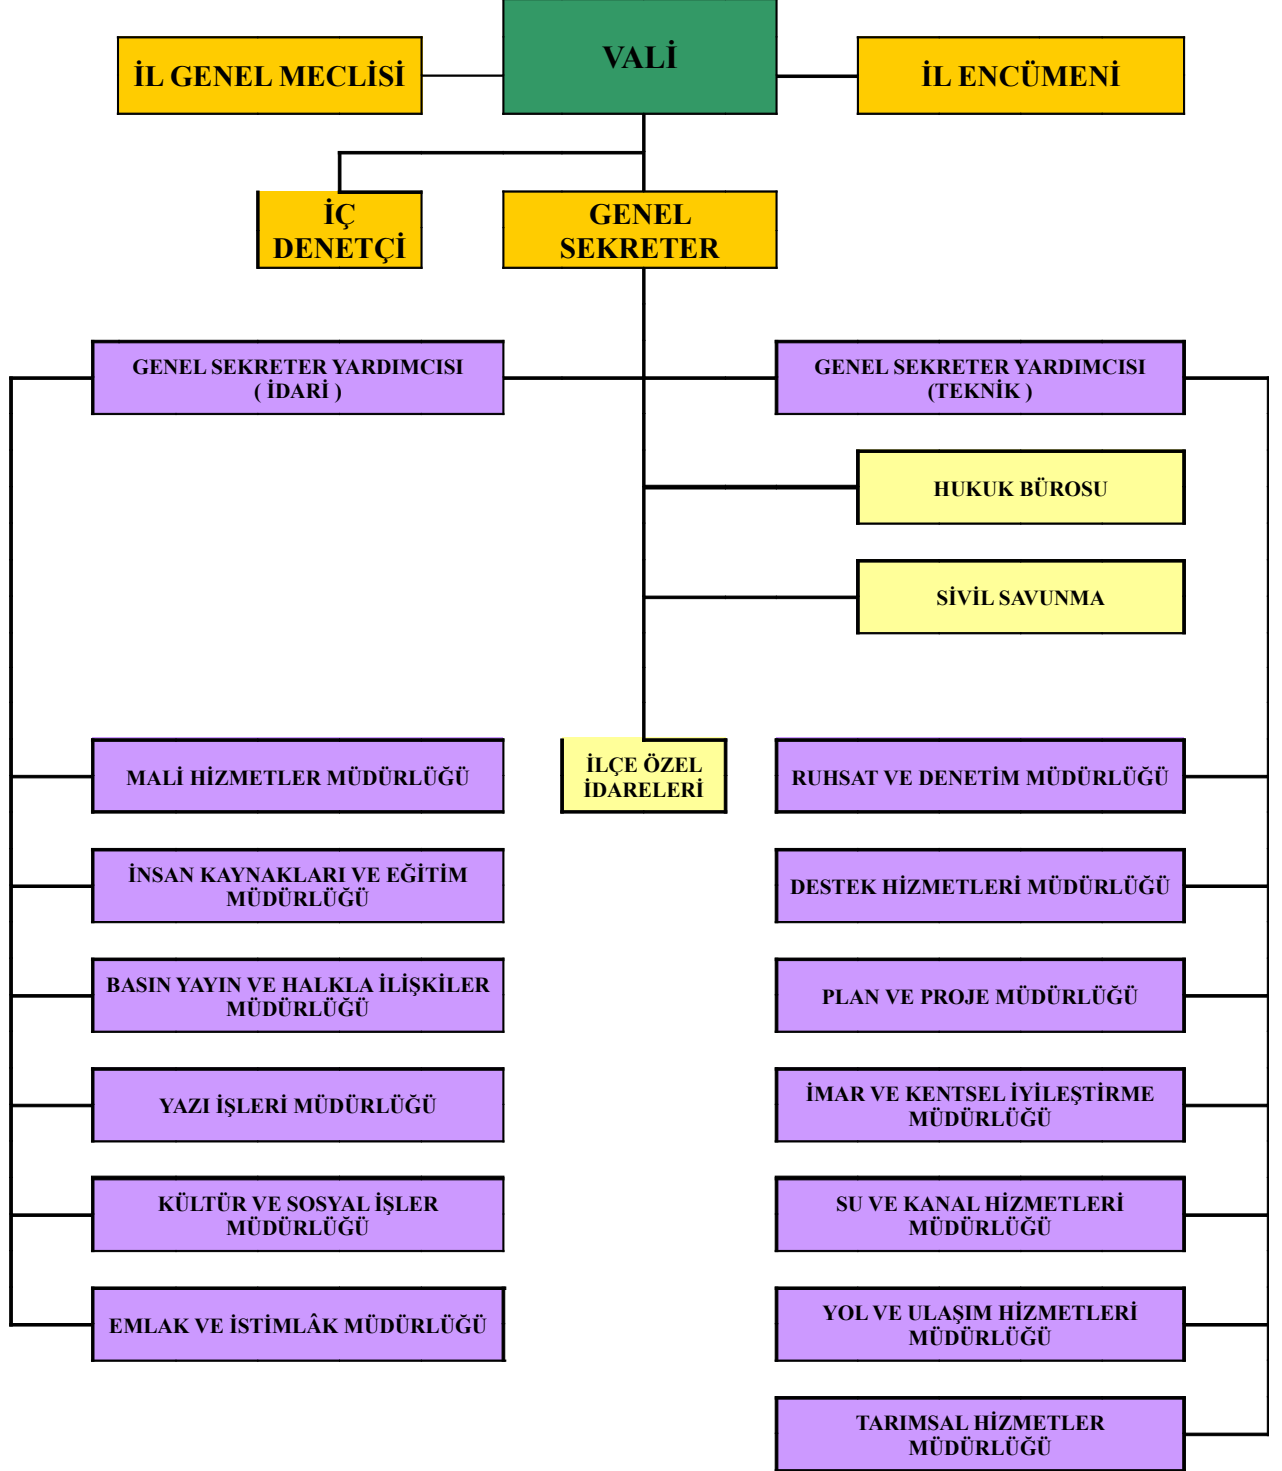 VALİ
İL GENEL MECLİSİ
İL ENCÜMENİ
İÇ
DENETÇİ
GENEL
SEKRETER
GENEL SEKRETER YARDIMCISI
( İDARİ )
GENEL SEKRETER YARDIMCISI
(TEKNİK )
HUKUK BÜROSU
SİVİL SAVUNMA
MALİ HİZMETLER MÜDÜRLÜĞÜ
İLÇE ÖZEL
İDARELERİ
RUHSAT VE DENETİM MÜDÜRLÜĞÜ
İNSAN KAYNAKLARI VE EĞİTİM
MÜDÜRLÜĞÜ
DESTEK HİZMETLERİ MÜDÜRLÜĞÜ
BASIN YAYIN VE HALKLA İLİŞKİLER
MÜDÜRLÜĞÜ
PLAN VE PROJE MÜDÜRLÜĞÜ
YAZI İŞLERİ MÜDÜRLÜĞÜ
İMAR VE KENTSEL İYİLEŞTİRME
MÜDÜRLÜĞÜ
KÜLTÜR VE SOSYAL İŞLER
MÜDÜRLÜĞÜ
SU VE KANAL HİZMETLERİ
MÜDÜRLÜĞÜ
EMLAK VE İSTİMLÂK MÜDÜRLÜĞÜ
YOL VE ULAŞIM HİZMETLERİ
MÜDÜRLÜĞÜ
TARIMSAL HİZMETLER
MÜDÜRLÜĞÜ